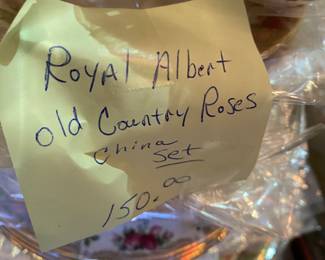 Royal Albert
old Country Roses
china
set
150.00